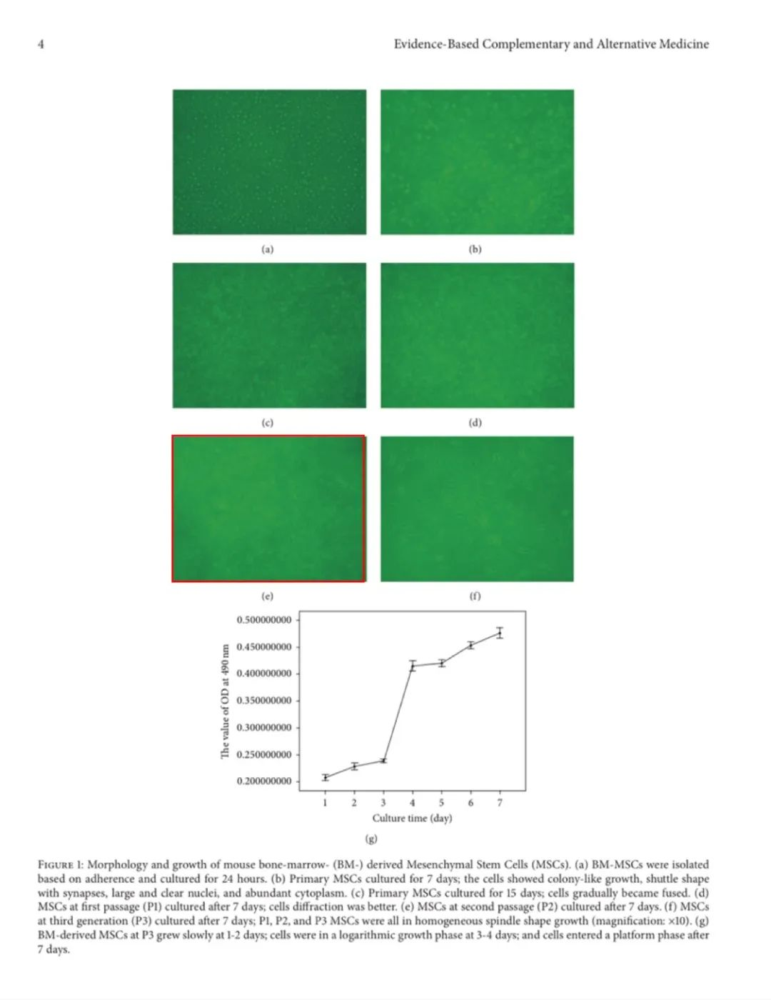 4
Evidence-Based Complementary and Alternative Medicine
(a)
(b)
(c)
(d)
(e)
(f)
0.500000000
0.450000000
0.400000000
0.350000000
0.300000000
0.250000000
0.200000000
The value of OD at 490 nm
1 2 3 4 5 6 7
Culture time (day)
(g)
Figure 1: Morphology and growth of mouse bone-marrow- (BM-) derived Mesenchymal Stem Cells (MSCs). (a) BM-MSCs were isolated
based on adherence and cultured for 24 hours. (b) Primary MSCs cultured for 7 days; the cells showed colony-like growth, shuttle shape
with synapses, large and clear nuclei, and abundant cytoplasm. (c) Primary MSCs cultured for 15 days; cells gradually became fused. (d)
MSCs at first passage (P1) cultured after 7 days; cells diffraction was better. (e) MSCs at second passage (P2) cultured after 7 days. (f) MSCs
at third generation (P3) cultured after 7 days; P1, P2, and P3 MSCs were all in homogeneous spindle shape growth (magnification: ×10). (g)
BM-derived MSCs at P3 grew slowly at 1-2 days; cells were in a logarithmic growth phase at 3-4 days; and cells entered a platform phase after
7 days.